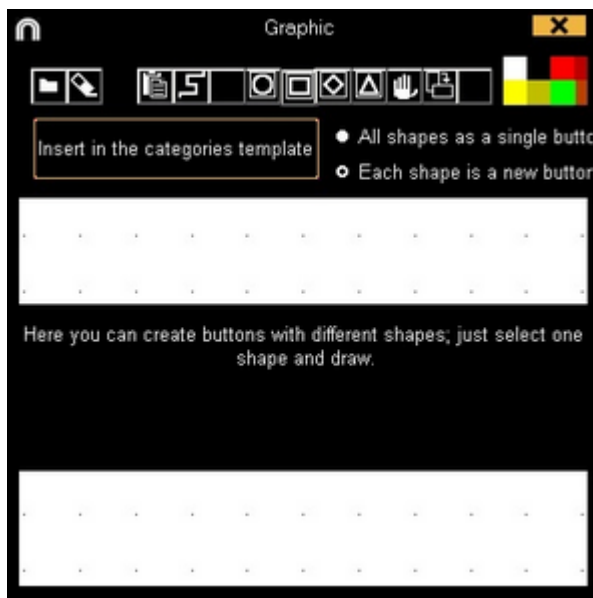 Graphic
Insert in the categories template
All shapes as a single butto
Each shape is a new button
Here you can create buttons with different shapes; just select one
shape and draw.